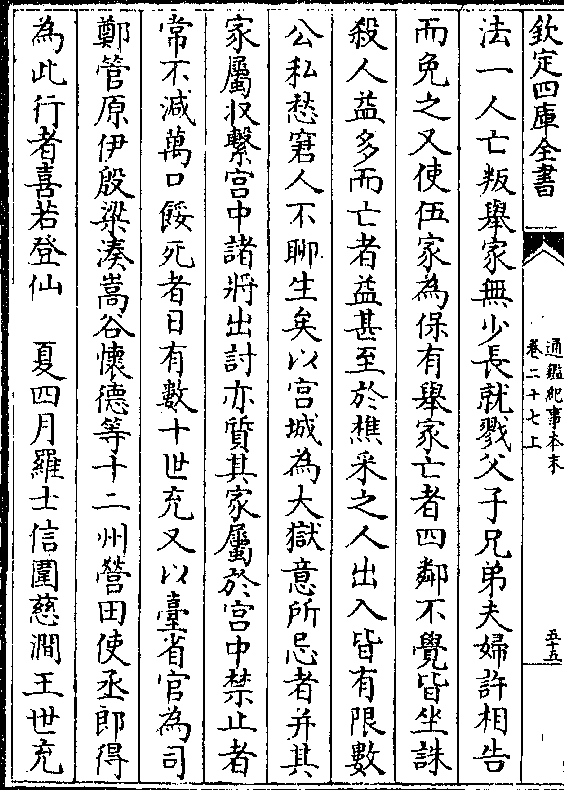 欽定四庫全書
通鑑紀事本末
卷二十七上
五十五
法一人亡叛舉家無少長就戮父子兄弟夫婦許相告
而免之又使伍家為保有舉家亡者四鄰不覺皆坐誅
殺人益多而亡者益甚至於樵采之人出入皆有限數
公私愁窘人不聊生矣以宫城為大獄意所忌者并其
家屬收繫宫中諸將出討亦質其家屬於宫中禁止者
常不減萬口餒死者日有數十世充又以臺省官為司
鄭管原伊殷梁湊嵩谷懷德等十二州營田使丞郎得
為此行者喜若登仙　夏四月羅士信圍慈澗王世充